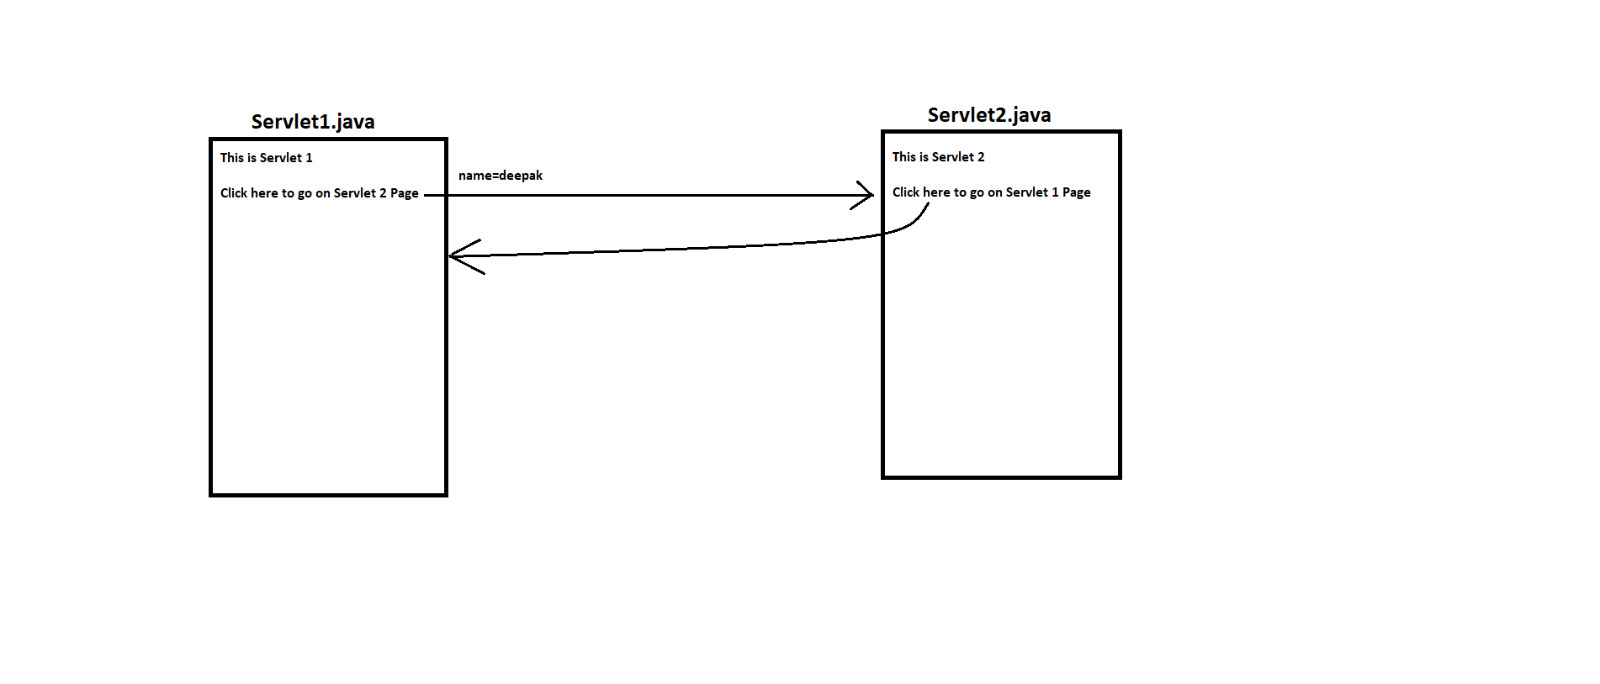 Servlet1.java
This is Servlet 1
Click here to go on Servlet 2 Page
name=deepak
Servlet2.java
This is Servlet 2
Click here to go on Servlet 1 Page